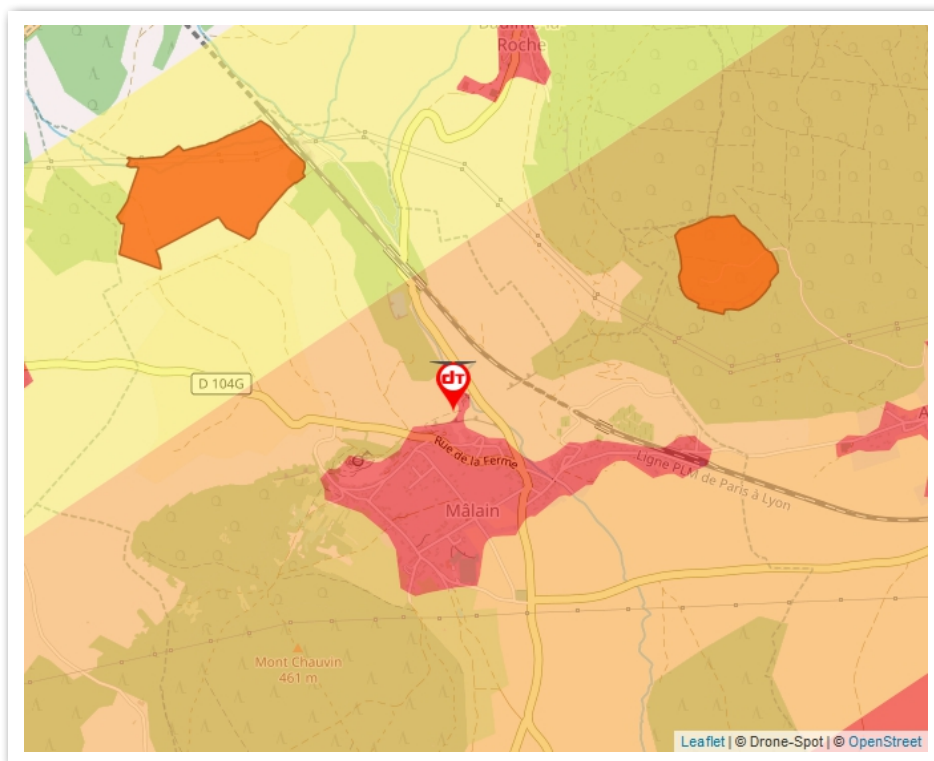 Roche
D 104G
dT
Rue de la Ferme
Ligne PLM de Paris à Lyon
Mâlain
A
Mont Chauvin
461 m
Leaflet | © Drone-Spot | © OpenStreet